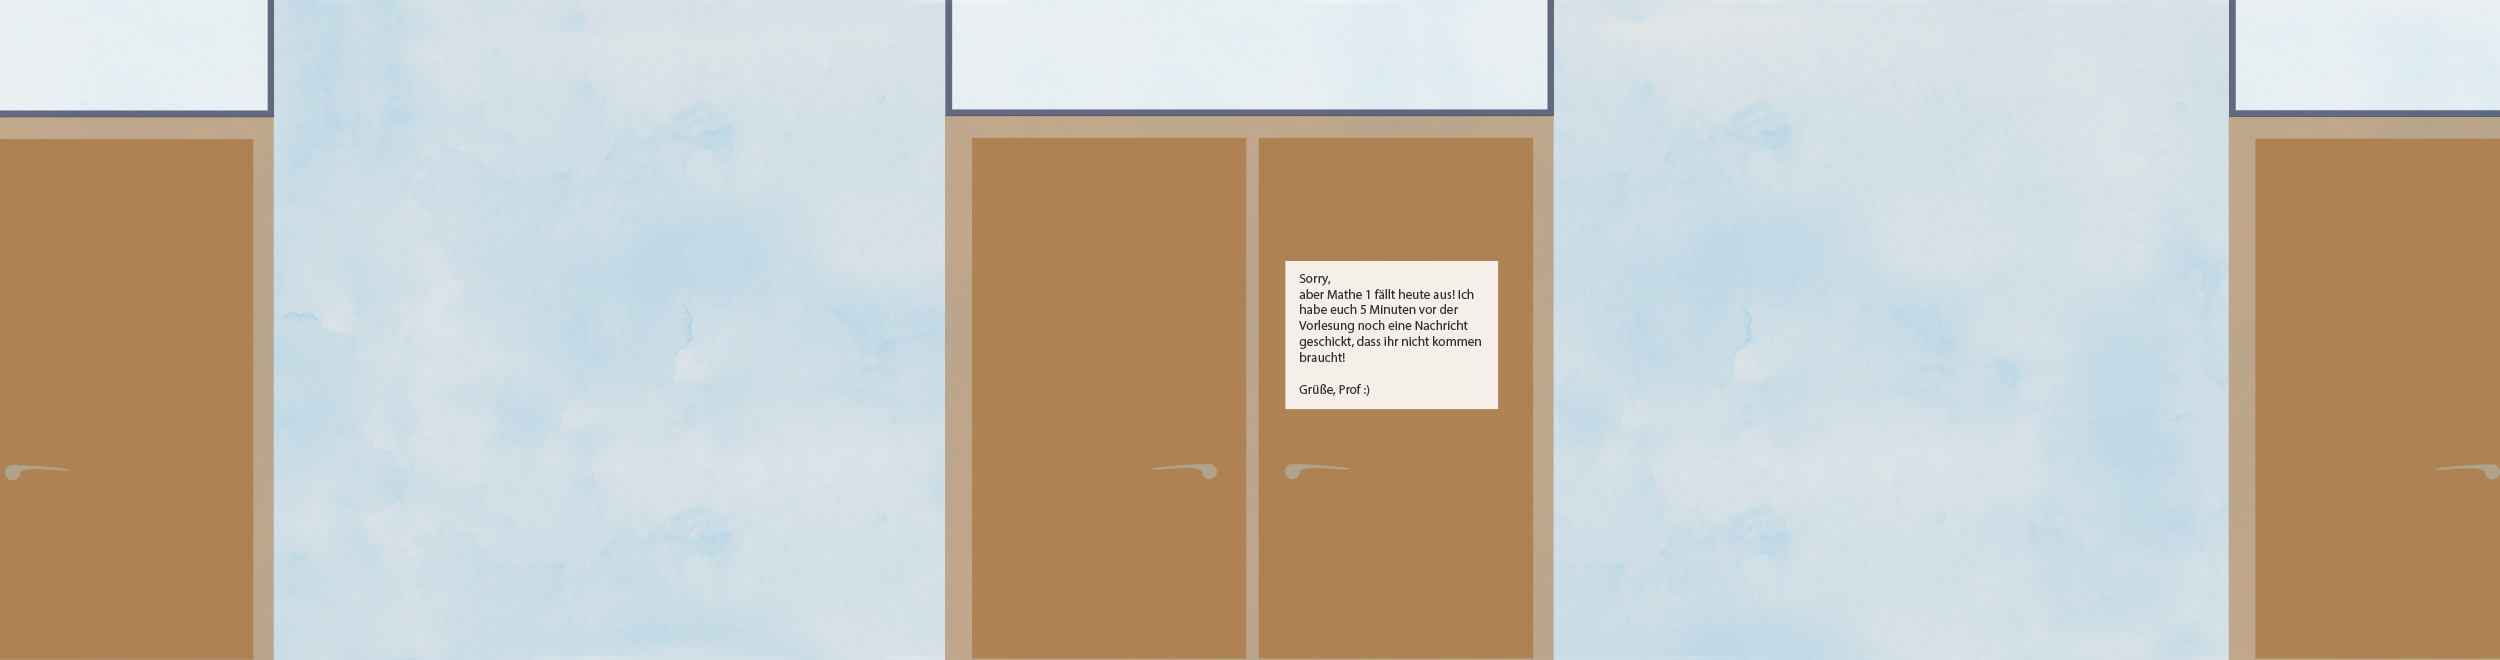 Sorry,
aber Mathe 1 fällt heute aus! Ich
habe euch 5 Minuten vor der
Vorlesung noch eine Nachricht
geschickt, dass ihr nicht kommen
braucht!
Grüße, Prof :)